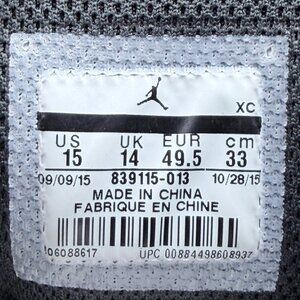 XC
US UK EUR cm
15 14 49.5 33
09/09/15 839115-013 10/28/15
MADE IN CHINA
FABRIQUE EN CHINE
UPC 00884498608937